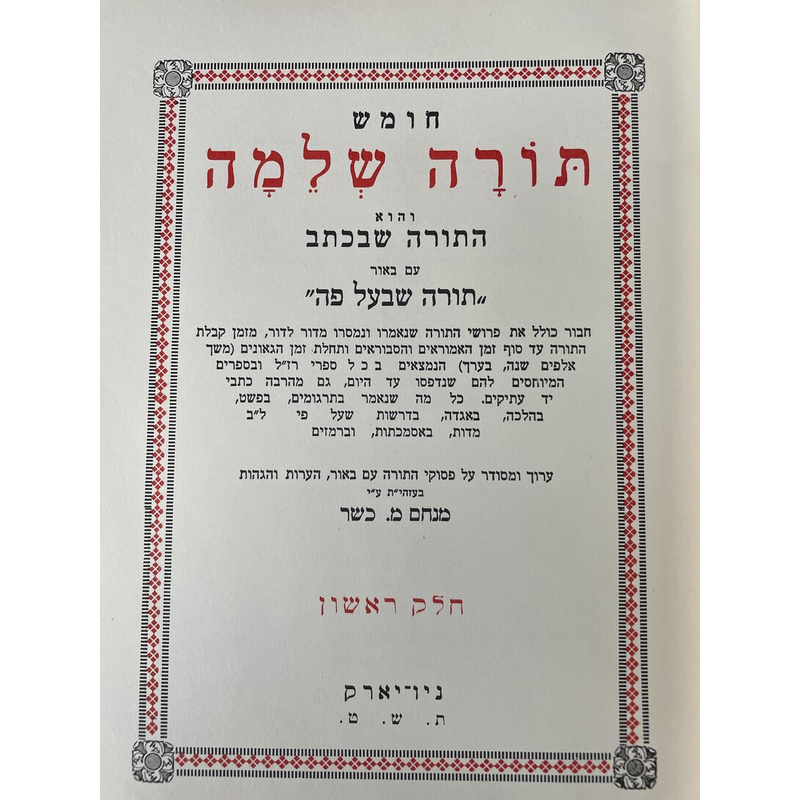 חומש
תּוֹרָה שְׁלֵמָה
והוא
התורה שבכתב
עם באור
„תורה שבעל פה״
חבור כולל את פרושי התורה שנאמרו ונמסרו מדור לדור, מזמן קבלת
התורה עד סוף זמן האמוראים והסבוראים ותחלת זמן הגאונים (משך
אלפים שנה, בערך) הנמצאים בכל ספרי רז״ל ובספרים
המיוחסים להם שנדפסו עד היום, גם מהרבה כתבי
יד עתיקים. כל מה שנאמר בתרגומים, בפשט,
בהלכה, באגדה, בדרשות שעל פי ל״ב
מדות, באסמכתות, וברמזים
ערוך ומסודר על פסוקי התורה עם באור, הערות והגהות
בעזהי״ת ע״י
מנחם מ. כשר
חלק ראשון
ניו־יארק
ת. ש. ט.